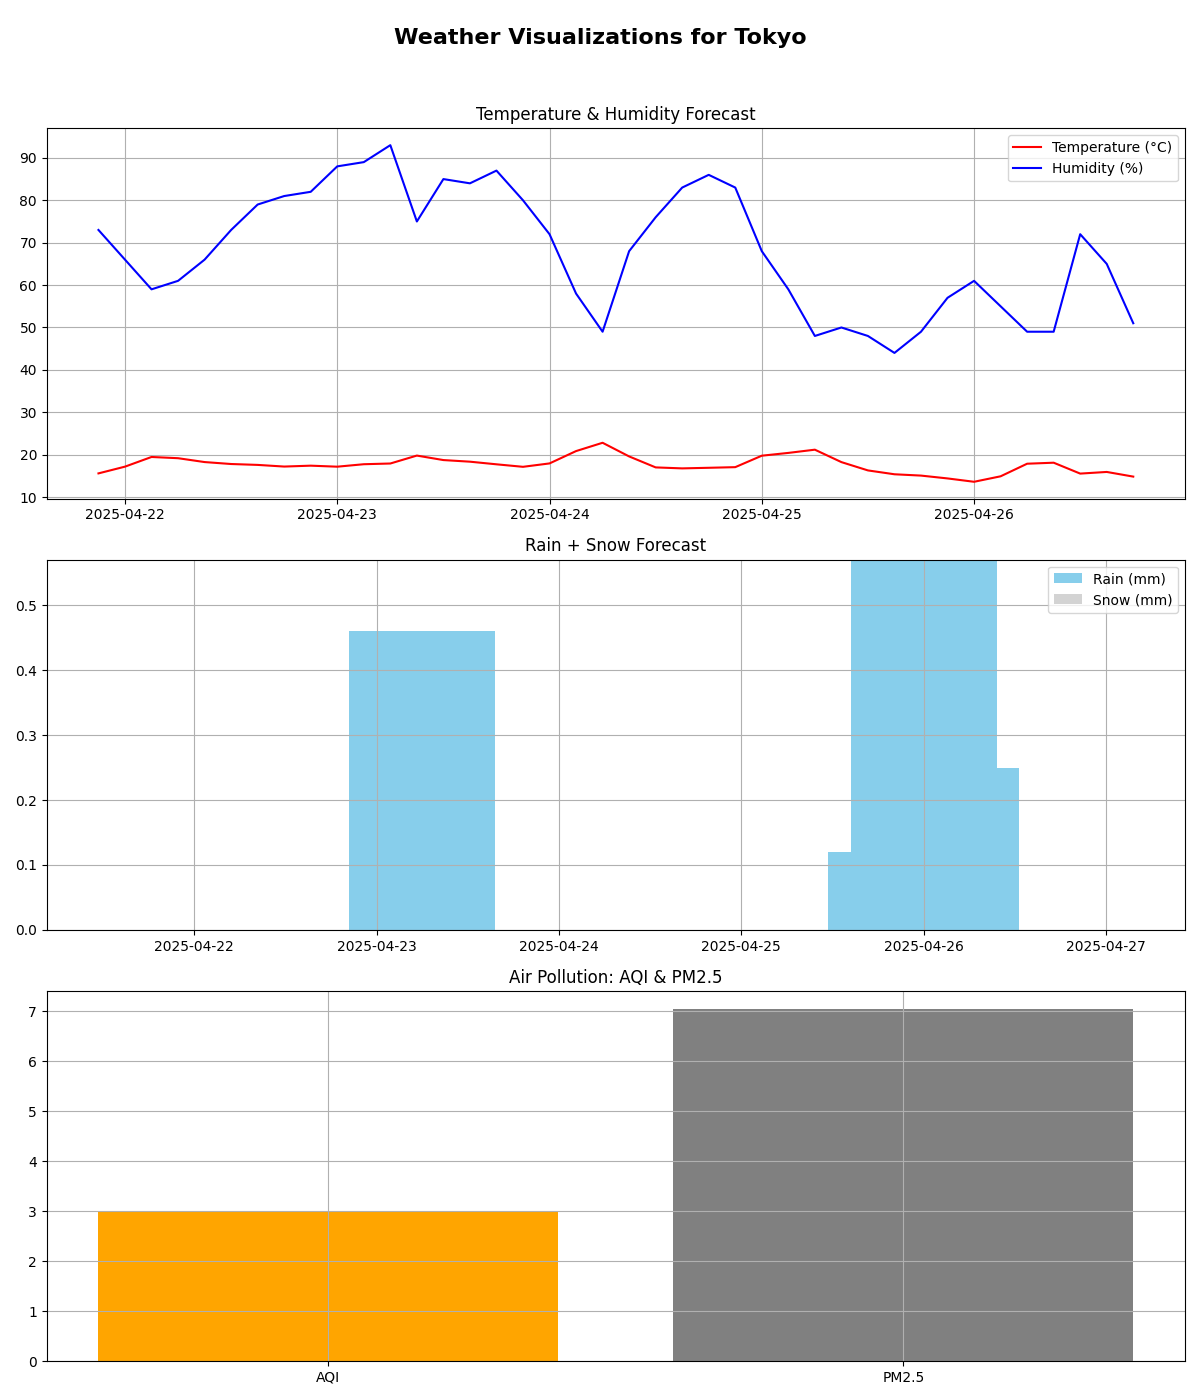 Weather Visualizations for Tokyo
Temperature & Humidity Forecast
Temperature (°C)
Humidity (%)
90
80
70
60
50
40
30
20
10
2025-04-22 2025-04-23 2025-04-24 2025-04-25 2025-04-26
Rain + Snow Forecast
Rain (mm)
Snow (mm)
0.5
0.4
0.3
0.2
0.1
0.0
2025-04-22 2025-04-23 2025-04-24 2025-04-25 2025-04-26 2025-04-27
Air Pollution: AQI & PM2.5
7
6
5
4
3
2
1
0
AQI PM2.5